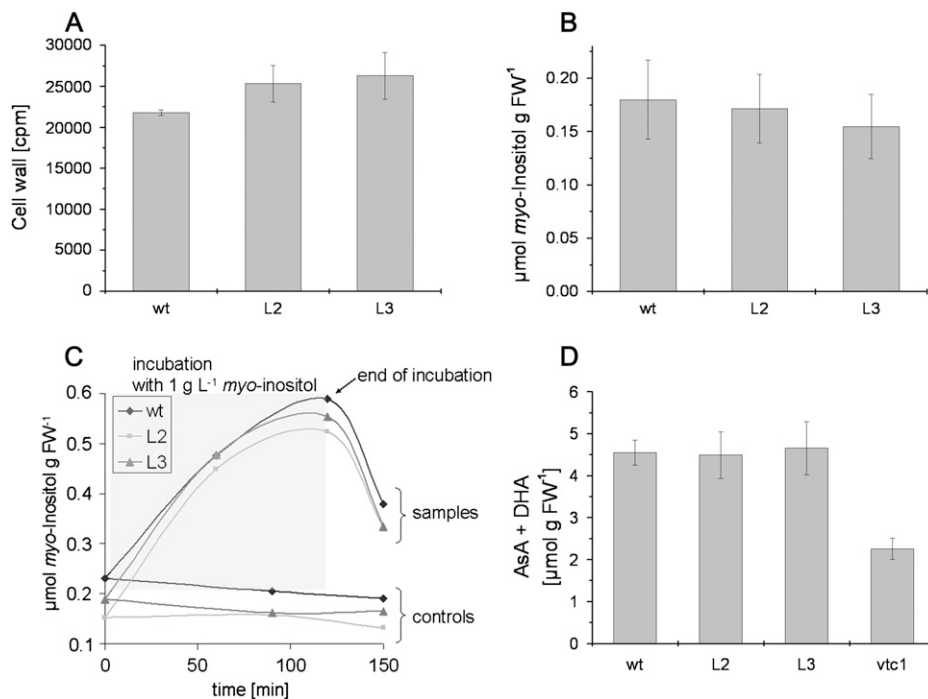 A
Cell wall [cpm]
30000
25000
20000
15000
10000
5000
0
wt L2 L3
B
µmol myo-Inositol g FW⁻¹
0.20
0.15
0.10
0.05
0.00
wt L2 L3
C
incubation
with 1 g L⁻¹ myo-inositol
end of incubation
wt
L2
L3
µmol myo-Inositol g FW⁻¹
0.6
0.5
0.4
0.3
0.2
0.1
samples
controls
0 50 100 150
time [min]
D
AsA + DHA
[µmol g FW⁻¹]
6
5
4
3
2
1
0
wt L2 L3 vtc1